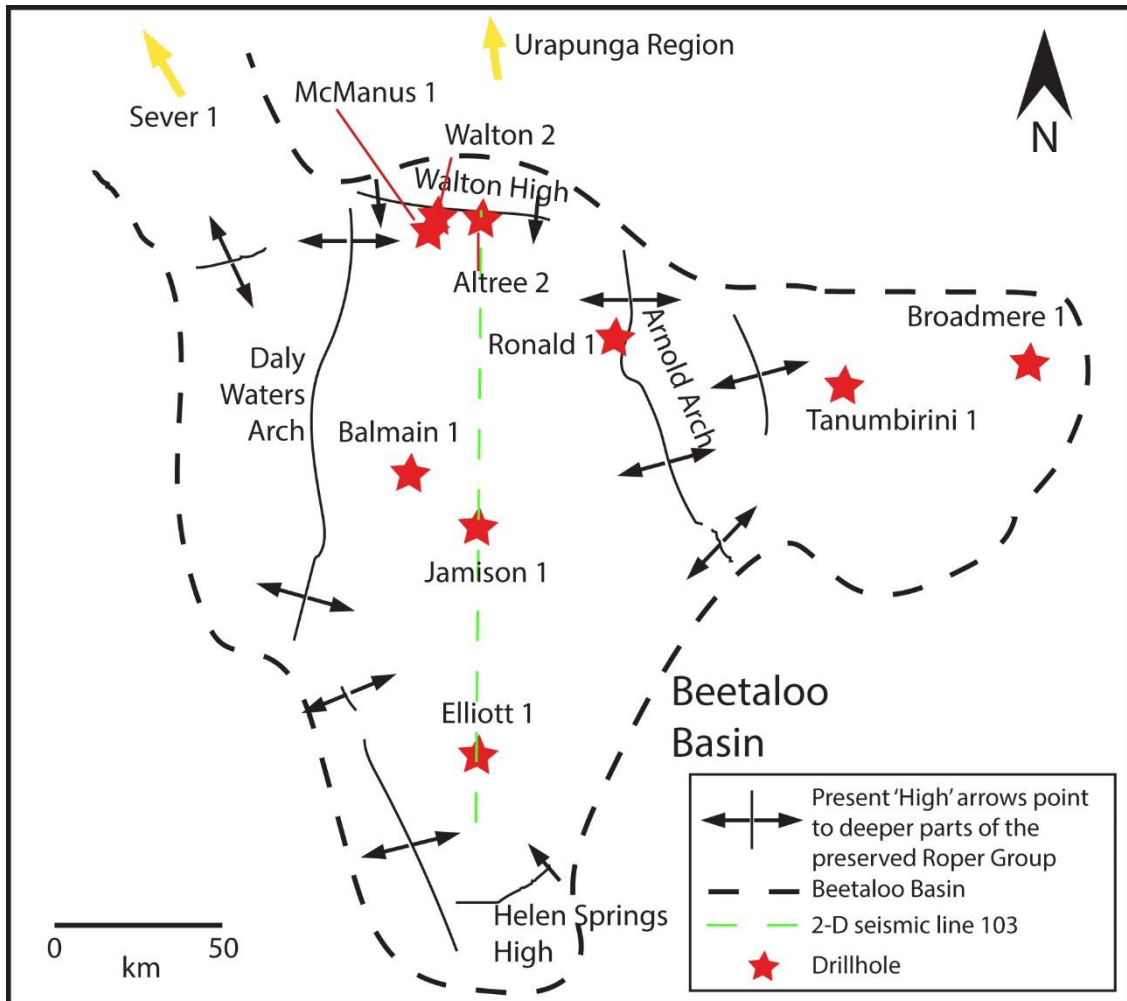 Urapunga Region
McManus 1
Sever 1
Walton 2
N
Walton High
Altree 2
Broadmere 1
Ronald 1
Arnold Arch
Daly
Waters
Arch
Tanumbirini 1
Balmain 1
Jamison 1
Elliott 1
Beetaloo
Basin
Present 'High' arrows point
to deeper parts of the
preserved Roper Group
Beetaloo Basin
2-D seismic line 103
Drillhole
Helen Springs
High
0 50
km